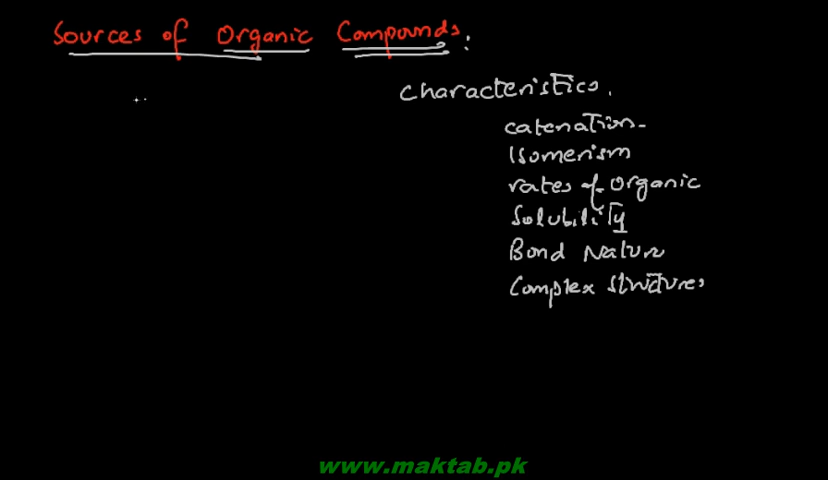 Sources of Organic Compounds:
Characteristics.
catenation-
Isomerism
rates of organic
Solubility
Bond Nature
Complex structures
www.maktab.pk